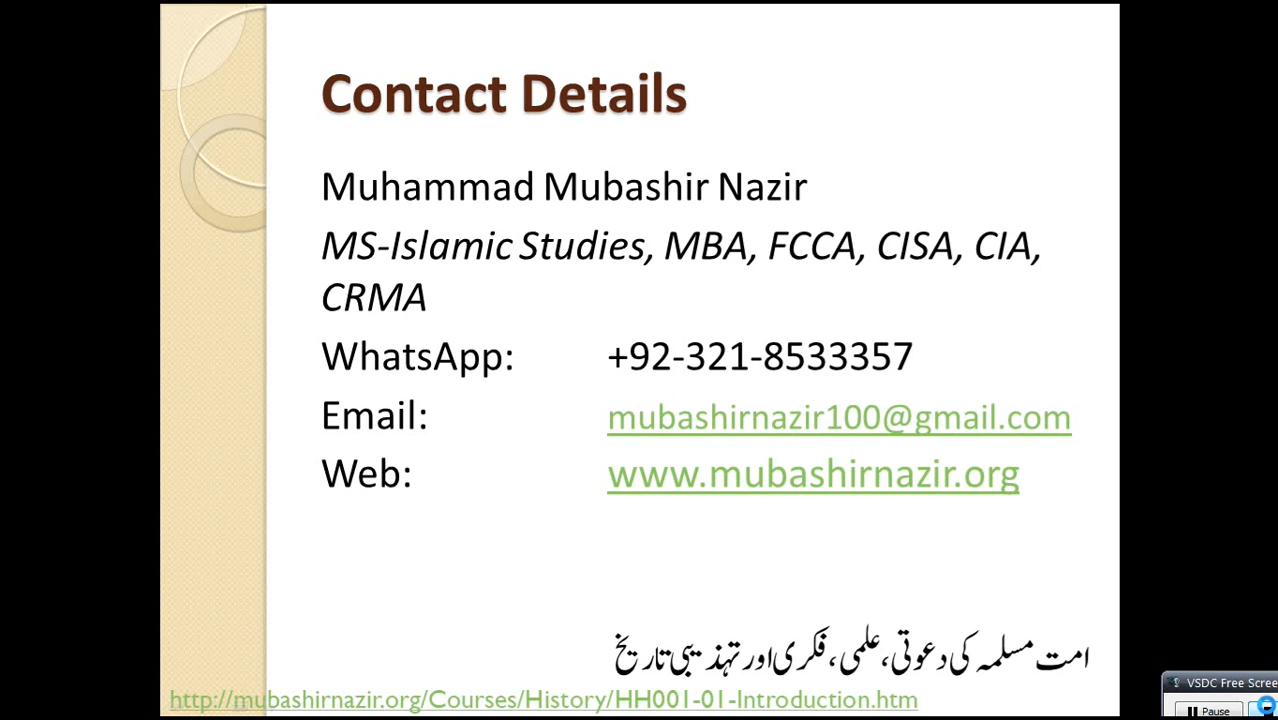 Contact Details
Muhammad Mubashir Nazir
MS-Islamic Studies, MBA, FCCA, CISA, CIA,
CRMA
WhatsApp: +92-321-8533357
Email: mubashirnazir100@gmail.com
Web: www.mubashirnazir.org
امت مسلمہ کی دعوتی، علمی، فکری اور تہذیبی تاریخ
http://mubashirnazir.org/Courses/History/HH001-01-Introduction.htm
VSDC Free Scree
Pause